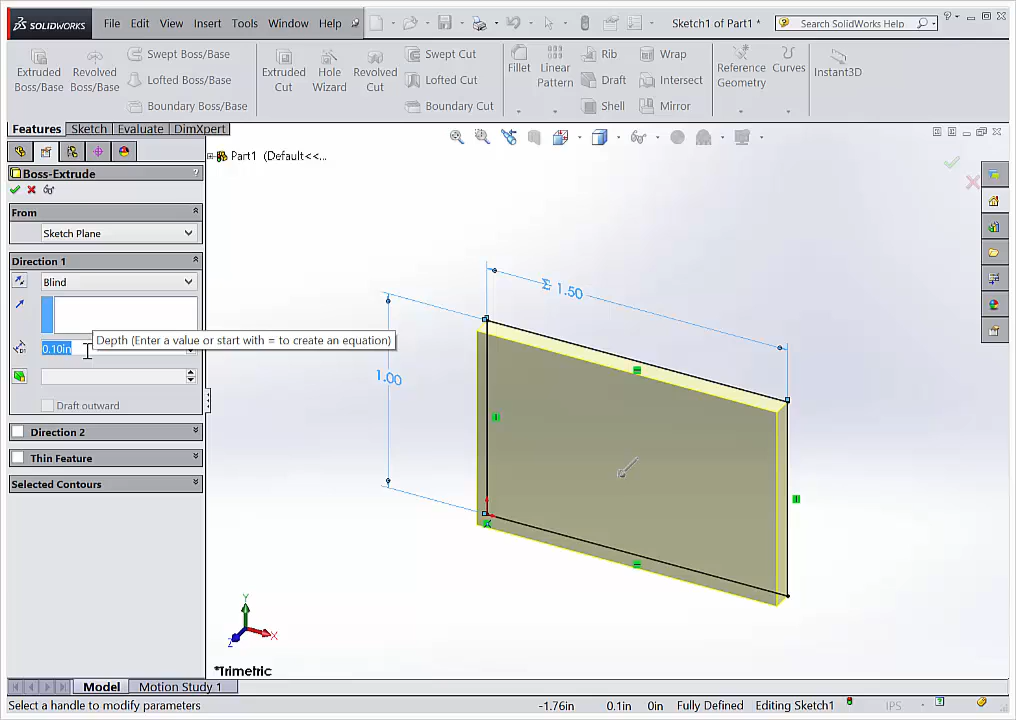 SOLIDWORKS File Edit View Insert Tools Window Help Sketch1 of Part1 * Search SolidWorks Help
Extruded Boss/Base
Revolved Boss/Base
Swept Boss/Base
Lofted Boss/Base
Boundary Boss/Base
Extruded Cut
Hole Wizard
Revolved Cut
Swept Cut
Lofted Cut
Boundary Cut
Fillet
Linear Pattern
Rib
Draft
Shell
Wrap
Intersect
Mirror
Reference Geometry
Curves
Instant3D
Features Sketch Evaluate DimXpert
Part1 (Default<<...
Boss-Extrude ?
From
Sketch Plane
Direction 1
Blind
Depth (Enter a value or start with = to create an equation)
0.10in
Draft outward
Direction 2
Thin Feature
Selected Contours
Σ 1.50
1.00
Y
X
Z
*Trimetric
Model Motion Study 1
Select a handle to modify parameters -1.76in 0.1in 0in Fully Defined Editing Sketch1 IPS